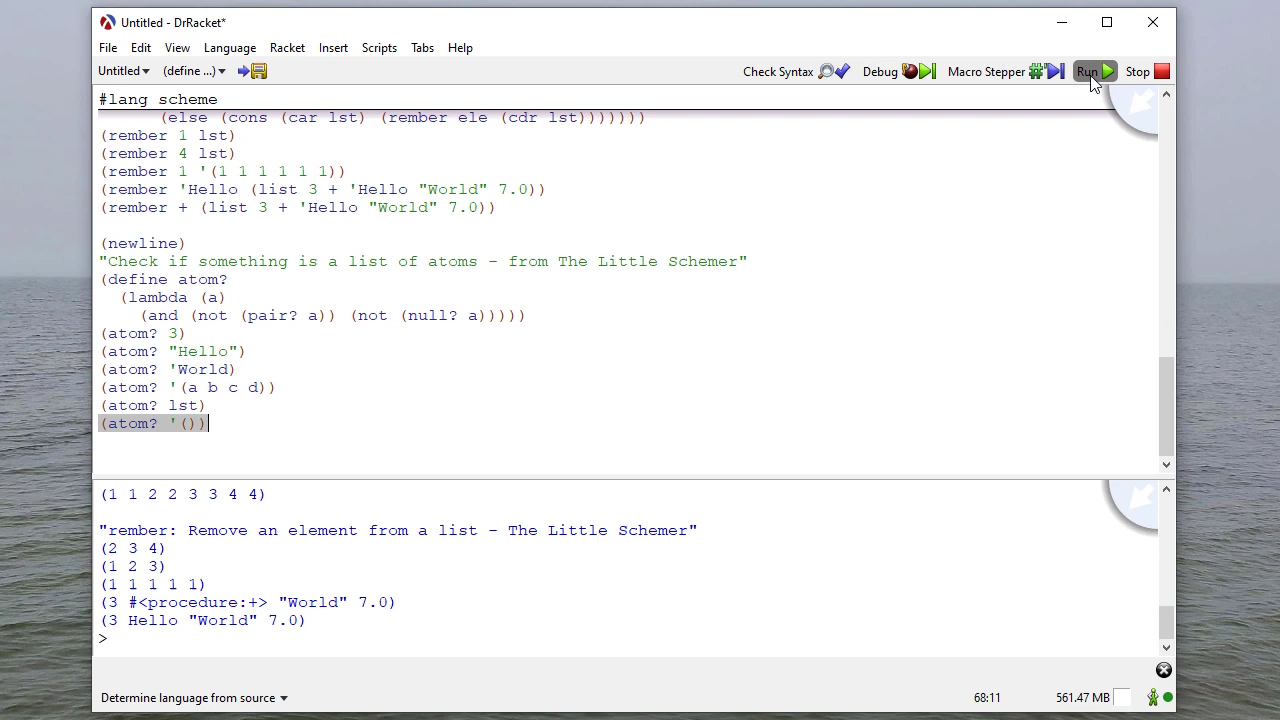 Untitled - DrRacket*
File Edit View Language Racket Insert Scripts Tabs Help
Untitled (define ...) Check Syntax Debug Macro Stepper Run Stop
#lang scheme
(else (cons (car lst) (rember ele (cdr lst)))))))
(rember 1 lst)
(rember 4 lst)
(rember 1 '(1 1 1 1 1 1))
(rember 'Hello (list 3 + 'Hello "World" 7.0))
(rember + (list 3 + 'Hello "World" 7.0))
(newline)
"Check if something is a list of atoms - from The Little Schemer"
(define atom?
(lambda (a)
(and (not (pair? a)) (not (null? a)))))
(atom? 3)
(atom? "Hello")
(atom? 'World)
(atom? '(a b c d))
(atom? lst)
(atom? '())
(1 1 2 2 3 3 4 4)
"rember: Remove an element from a list - The Little Schemer"
(2 3 4)
(1 2 3)
(1 1 1 1 1)
(3 #<procedure:+> "World" 7.0)
(3 Hello "World" 7.0)
>
Determine language from source 68:11 561.47 MB